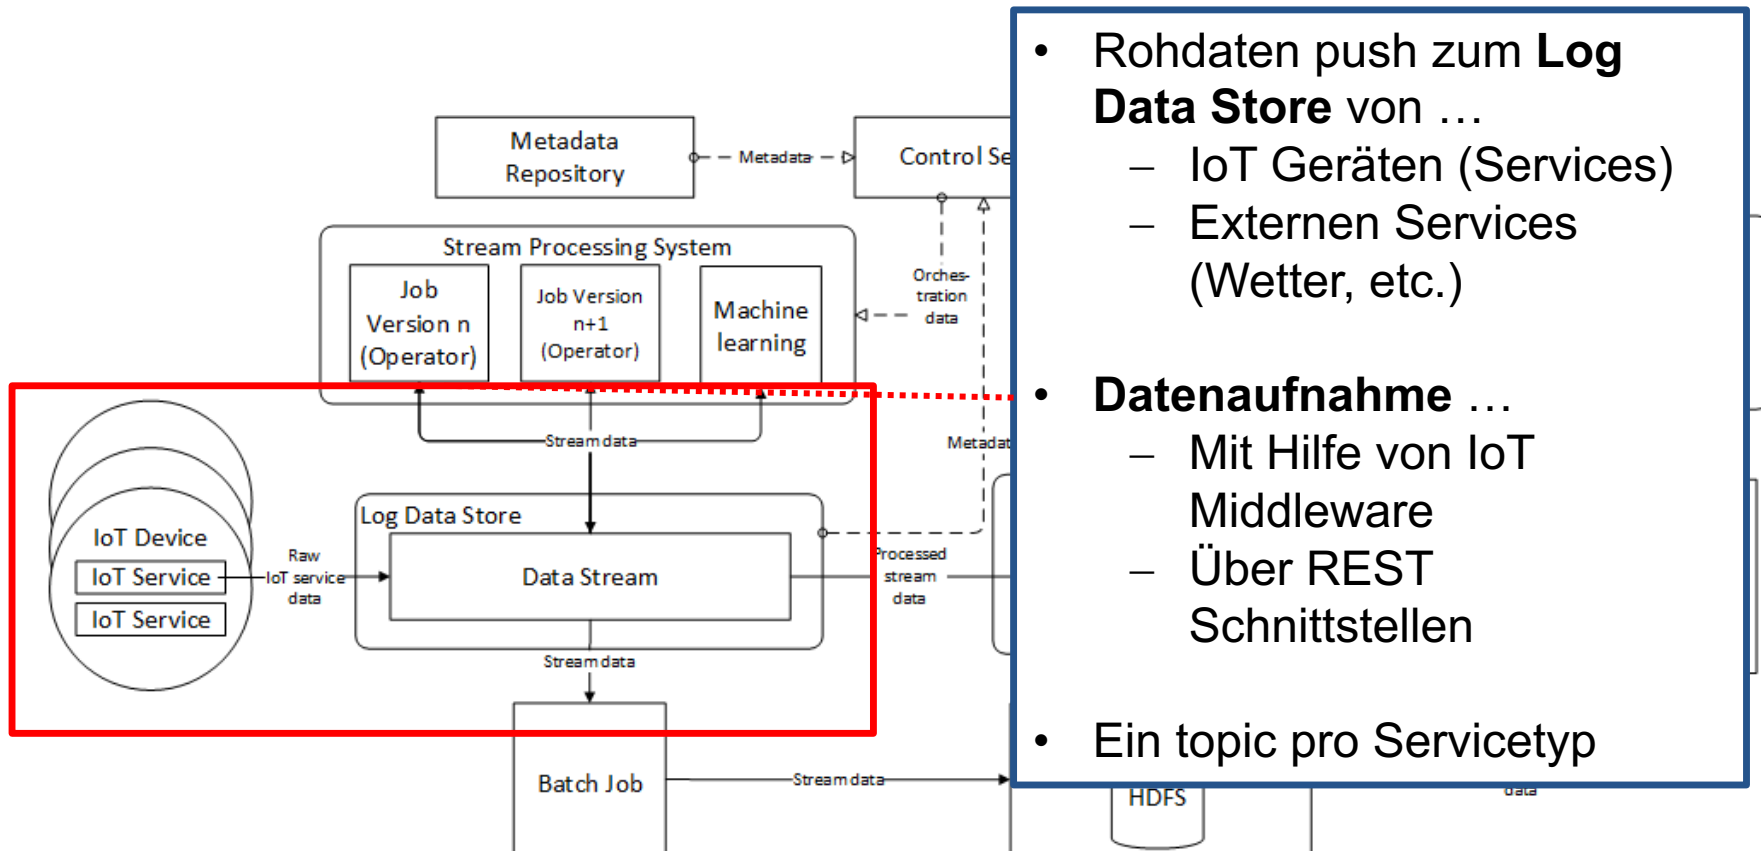 Metadata
Repository
Metadata
Control Se
Stream Processing System
Job
Version n
(Operator)
Job Version
n+1
(Operator)
Machine
learning
Orches-
tration
data
Stream data
Metadat
IoT Device
IoT Service
IoT Service
Raw
IoT service
data
Log Data Store
Data Stream
Processed
stream
data
Stream data
Batch Job
Stream data
HDFS
data
• Rohdaten push zum Log
Data Store von …
– IoT Geräten (Services)
– Externen Services
(Wetter, etc.)
• Datenaufnahme …
– Mit Hilfe von IoT
Middleware
– Über REST
Schnittstellen
• Ein topic pro Servicetyp